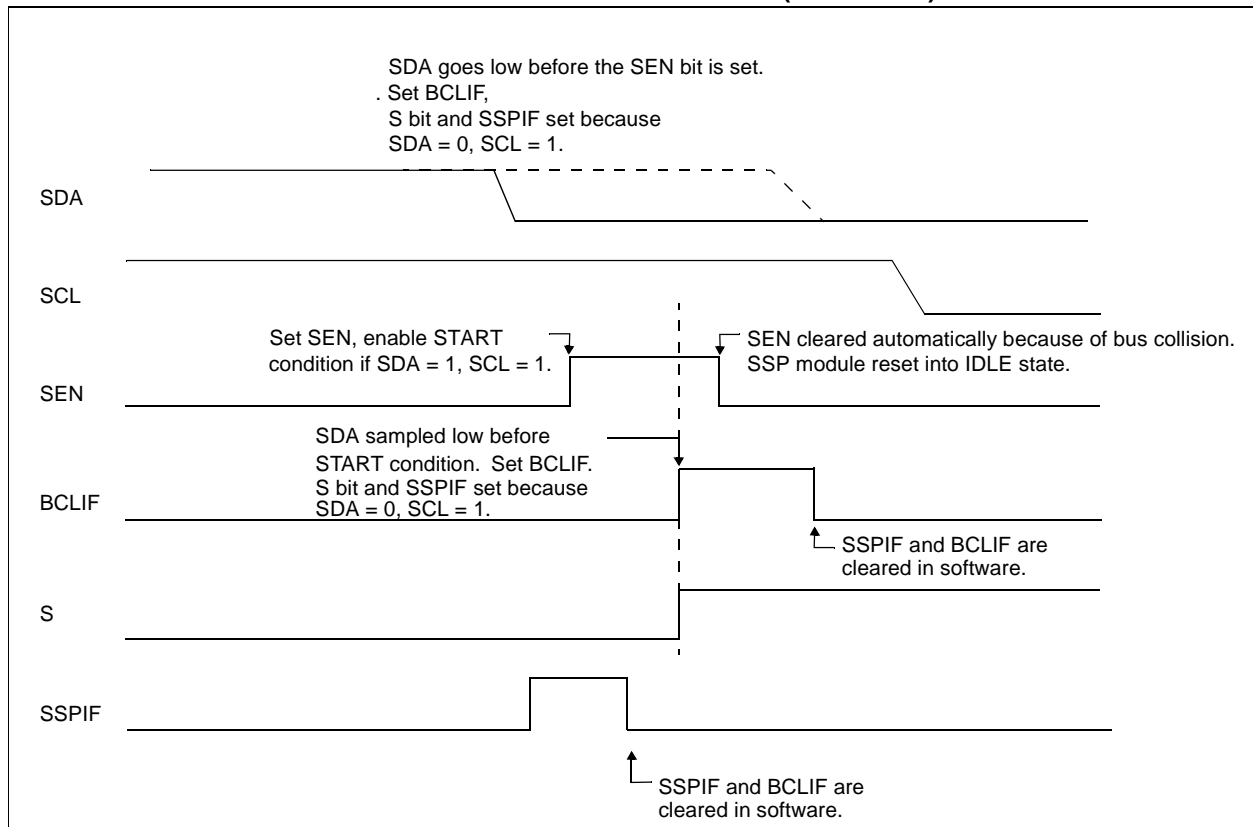 SDA goes low before the SEN bit is set.
. Set BCLIF,
S bit and SSPIF set because
SDA = 0, SCL = 1.
SDA
SCL
Set SEN, enable START
condition if SDA = 1, SCL = 1.
SEN cleared automatically because of bus collision.
SSP module reset into IDLE state.
SEN
SDA sampled low before
START condition.  Set BCLIF.
S bit and SSPIF set because
SDA = 0, SCL = 1.
BCLIF
SSPIF and BCLIF are
cleared in software.
S
SSPIF
SSPIF and BCLIF are
cleared in software.